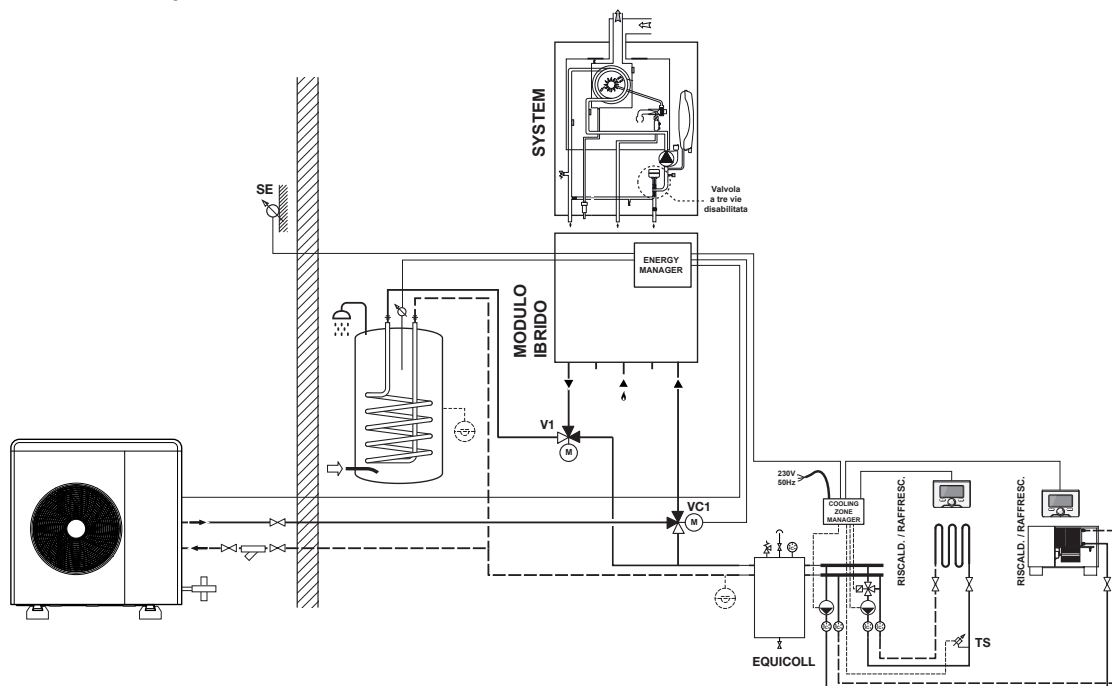 SYSTEM
Valvola
a tre vie
disabilitata
SE
ENERGY
MANAGER
MODULO
IBRIDO
V1
M
VC1
M
230V
50Hz
COOLING
ZONE
MANAGER
RISCALD. / RAFFRESC.
RISCALD. / RAFFRESC.
TS
EQUICOLL